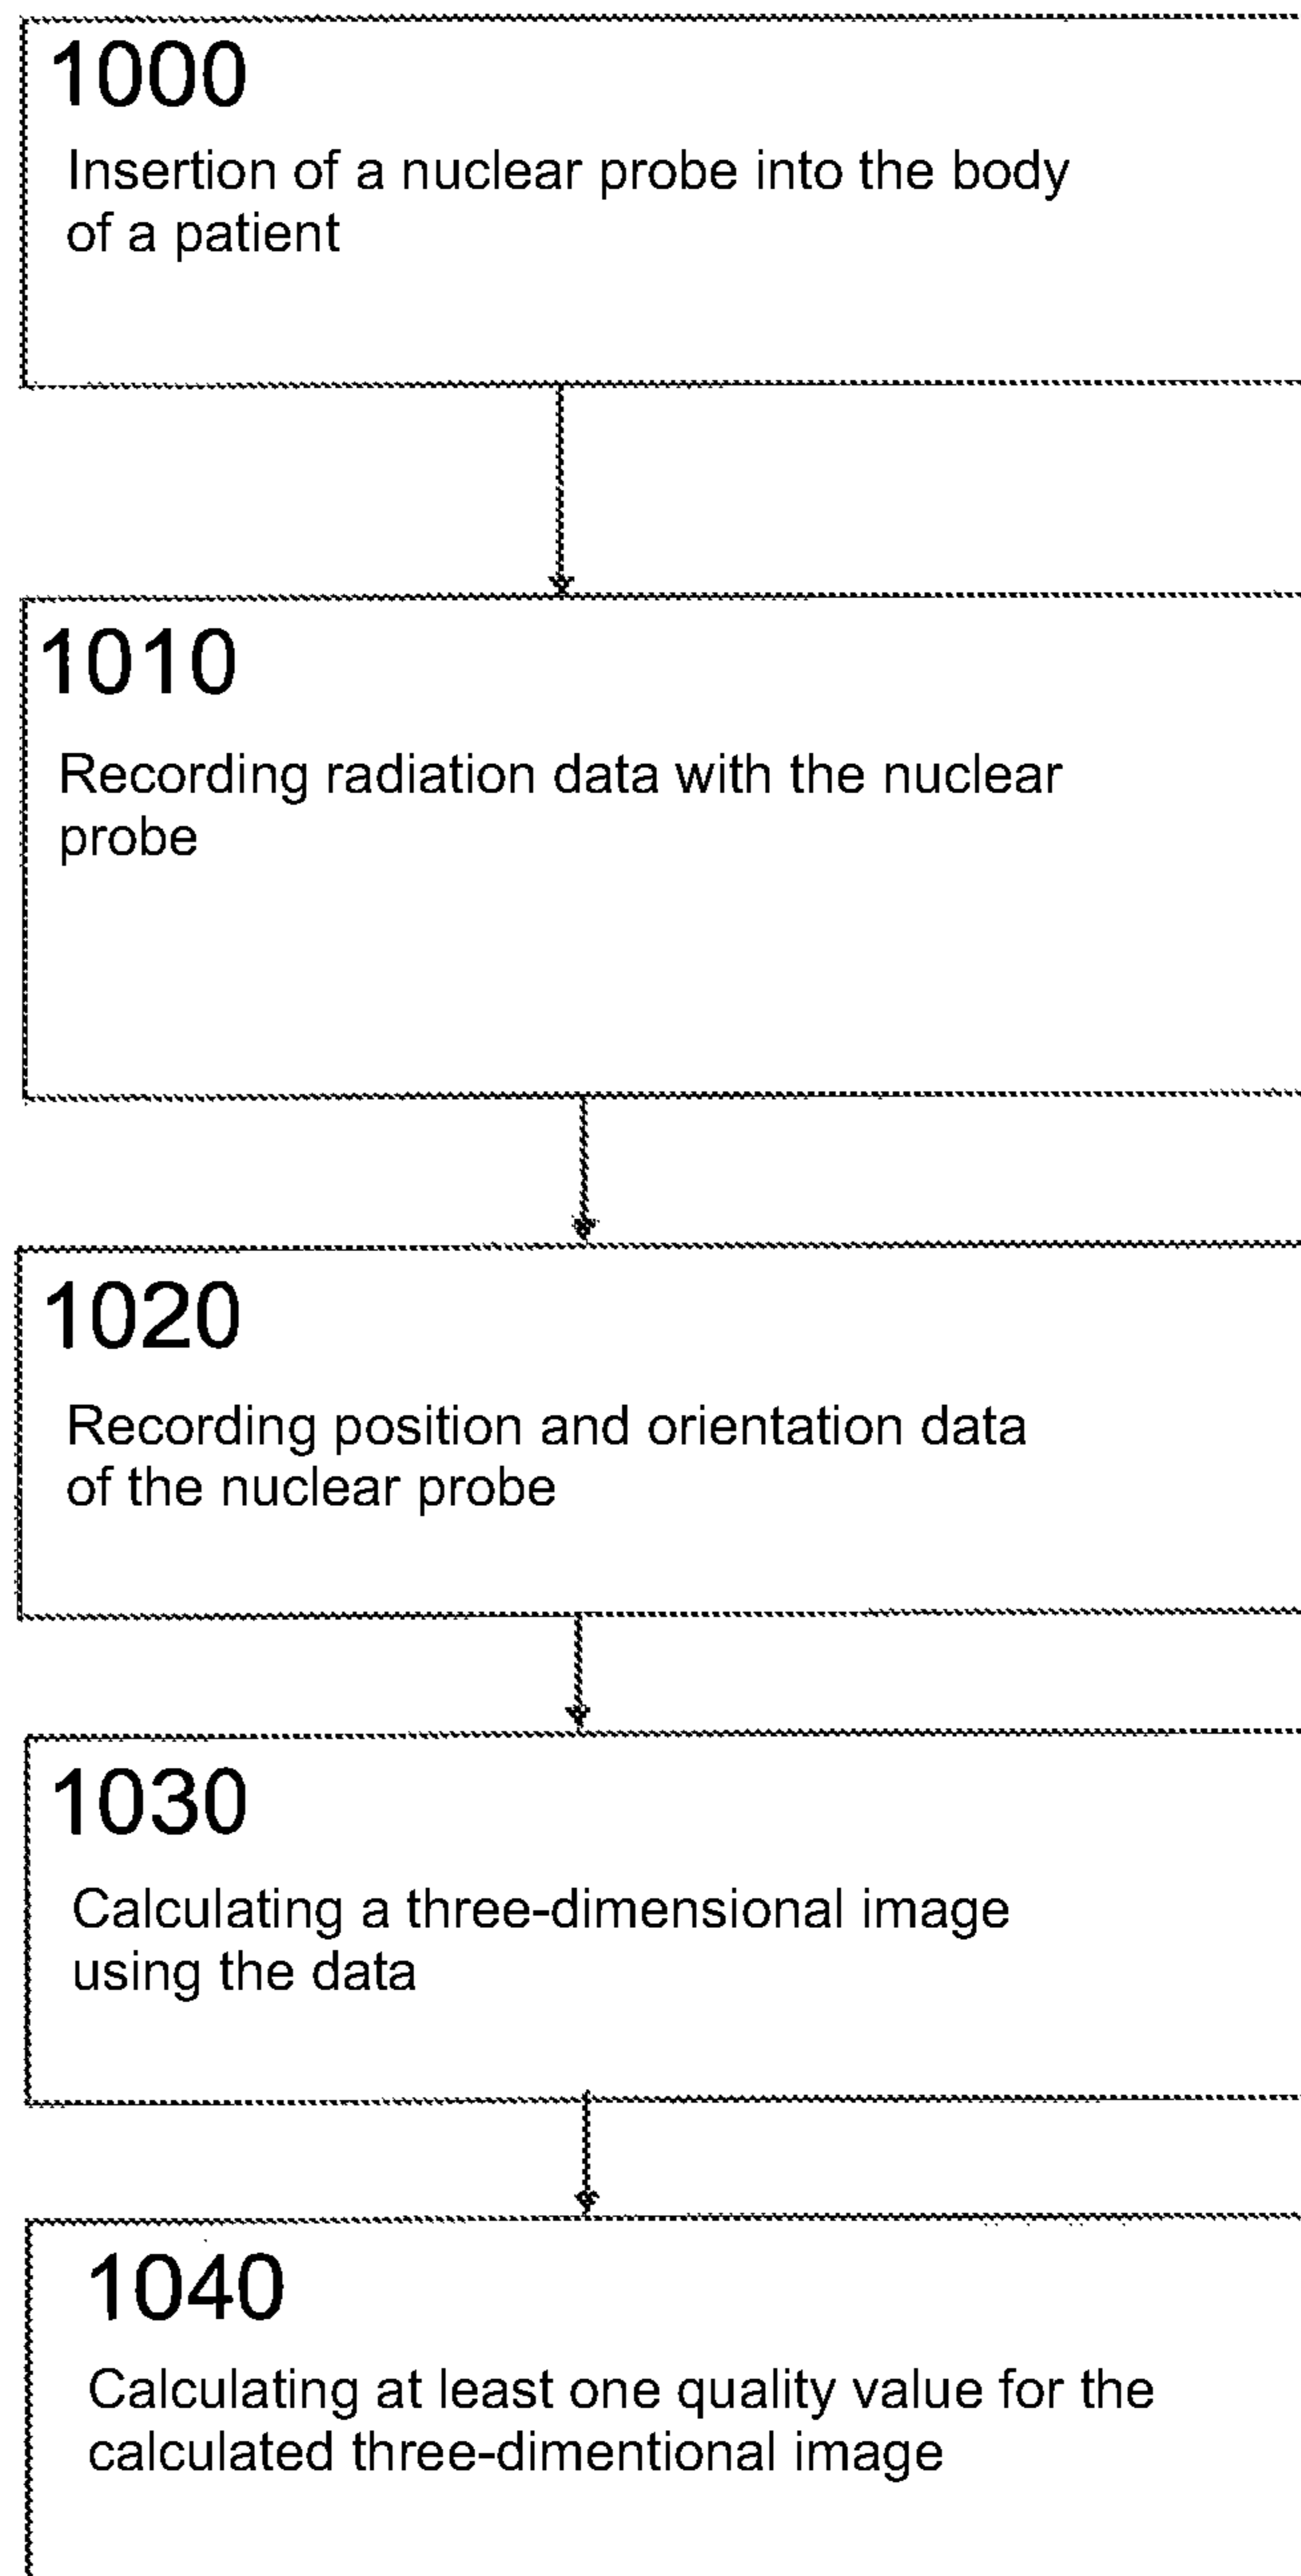 1000
Insertion of a nuclear probe into the body
of a patient
1010
Recording radiation data with the nuclear
probe
1020
Recording position and orientation data
of the nuclear probe
1030
Calculating a three-dimensional image
using the data
1040
Calculating at least one quality value for the
calculated three-dimentional image